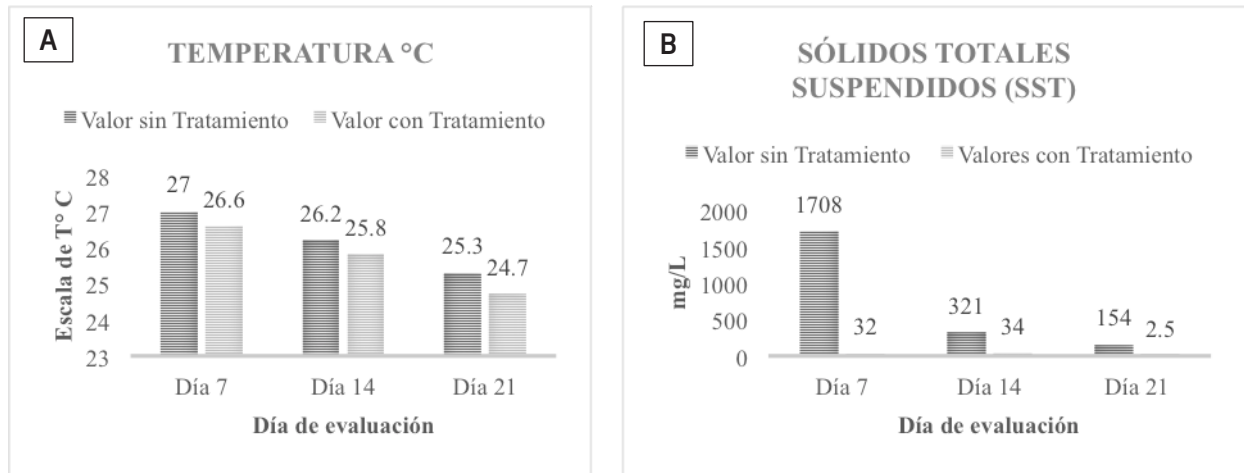 A
TEMPERATURA °C
Valor sin Tratamiento Valor con Tratamiento
Escala de T° C
28
27
26
25
24
23
27
26.6
26.2
25.8
25.3
24.7
Día 7 Día 14 Día 21
Día de evaluación
B
SÓLIDOS TOTALES
SUSPENDIDOS (SST)
Valor sin Tratamiento Valores con Tratamiento
mg/L
2000
1500
1000
500
0
1708
32
321
34
154
2.5
Día 7 Día 14 Día 21
Día de evaluación